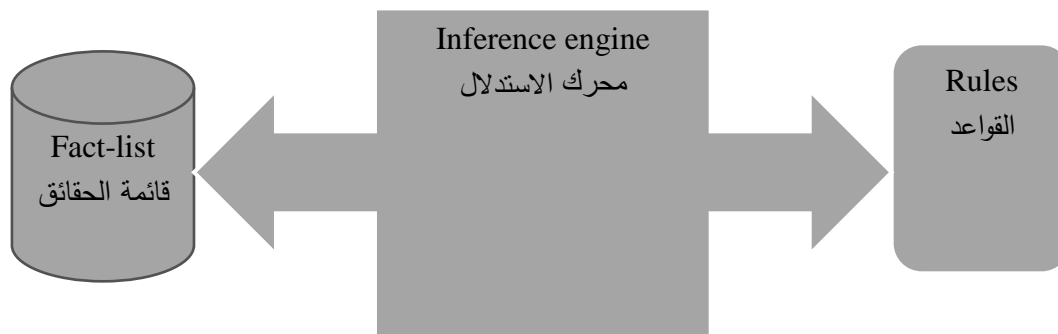 Inference engine
محرك الاستدلال
Fact-list
قائمة الحقائق
Rules
القواعد